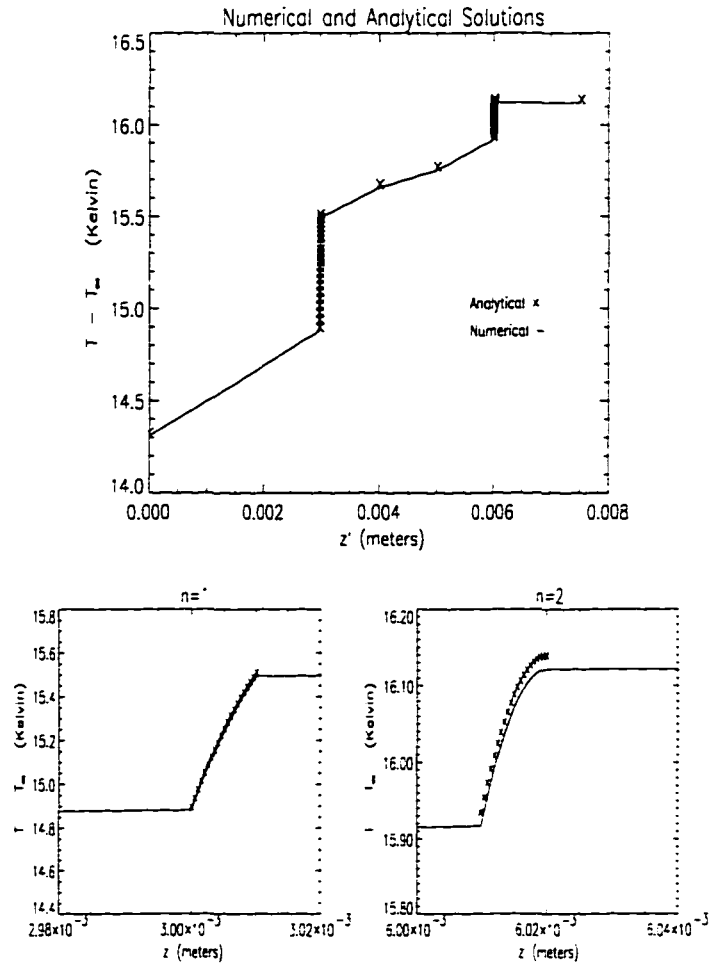 Numerical and Analytical Solutions
16.5
16.0
15.5
15.0
14.5
14.0
T - T∞ (Kelvin)
Analytical x
Numerical -
0.000 0.002 0.004 0.006 0.008
z' (meters)
n=
15.8
15.6
15.4
15.2
15.0
14.8
14.6
14.4
T T∞ (Kelvin)
2.98×10⁻³ 3.00×10⁻³ 3.02×10⁻³
z (meters)
n=2
16.20
16.10
16.00
15.90
15.80
(Kelvin)
6.00×10⁻³ 6.02×10⁻³ 6.04×10⁻³
z (meters)